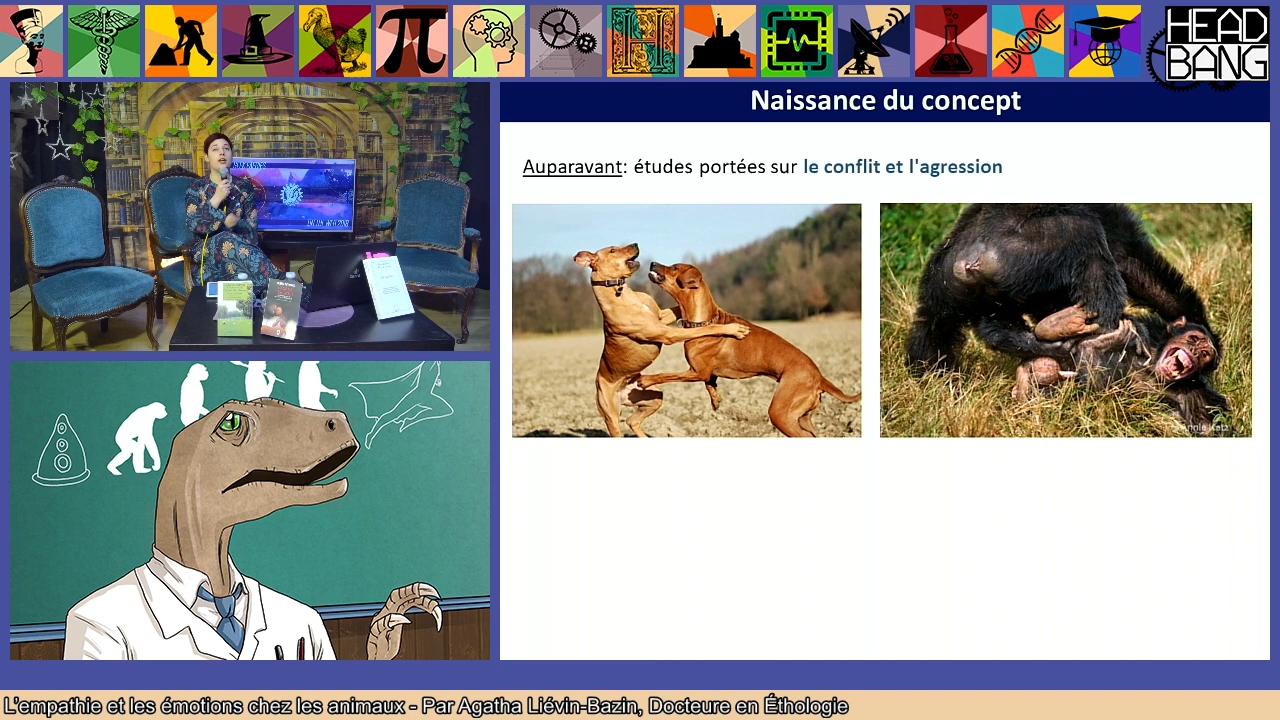 HEAD
BANG
Naissance du concept
Auparavant: études portées sur le conflit et l'agression
L'empathie et les émotions chez les animaux - Par Agatha Liévin-Bazin, Docteure en Éthologie